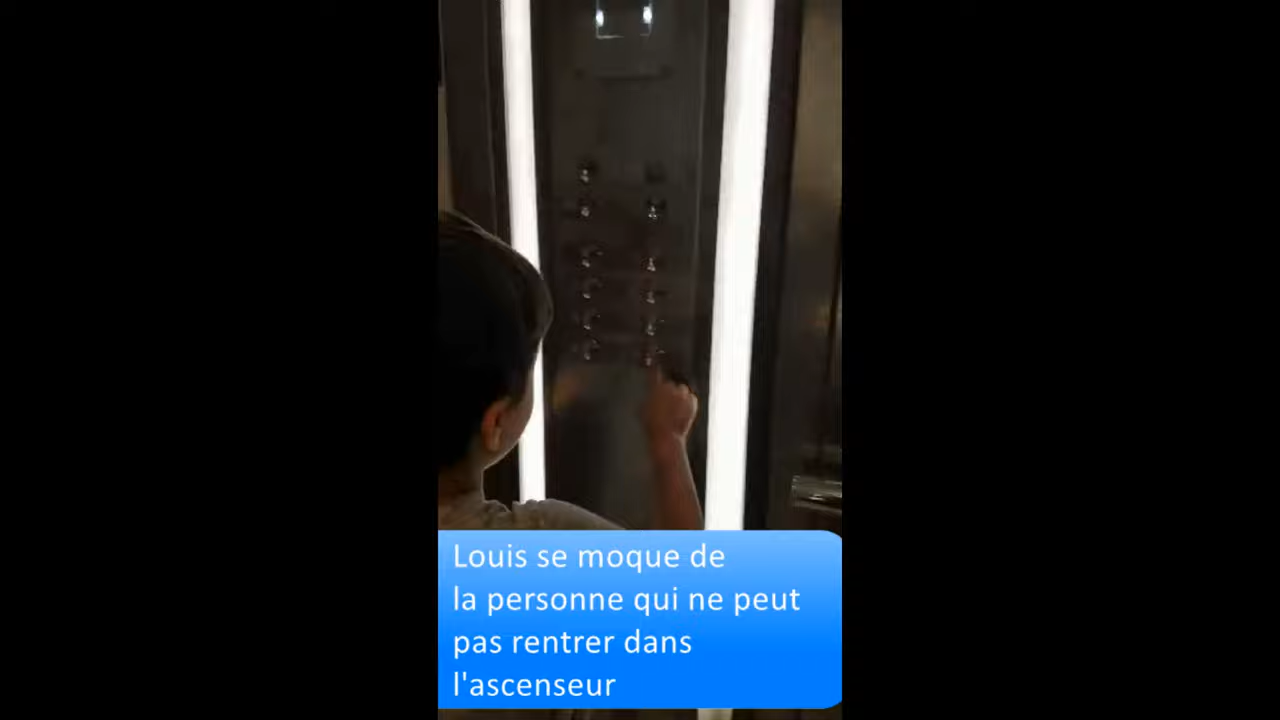 Louis se moque de
la personne qui ne peut
pas rentrer dans
l'ascenseur